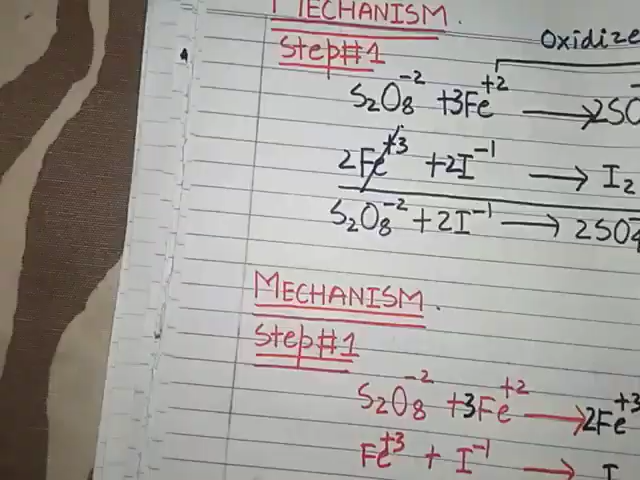 MECHANISM.
Step#1
Oxidize
S₂O₈⁻² +3Fe⁺² → 2SO
2Fe⁺³ +2I⁻¹ → I₂
S₂O₈⁻² + 2I⁻¹ → 2SO₄
MECHANISM.
Step#1
S₂O₈⁻² +3Fe⁺² → 2Fe⁺³
Fe⁺³ + I⁻¹ → I